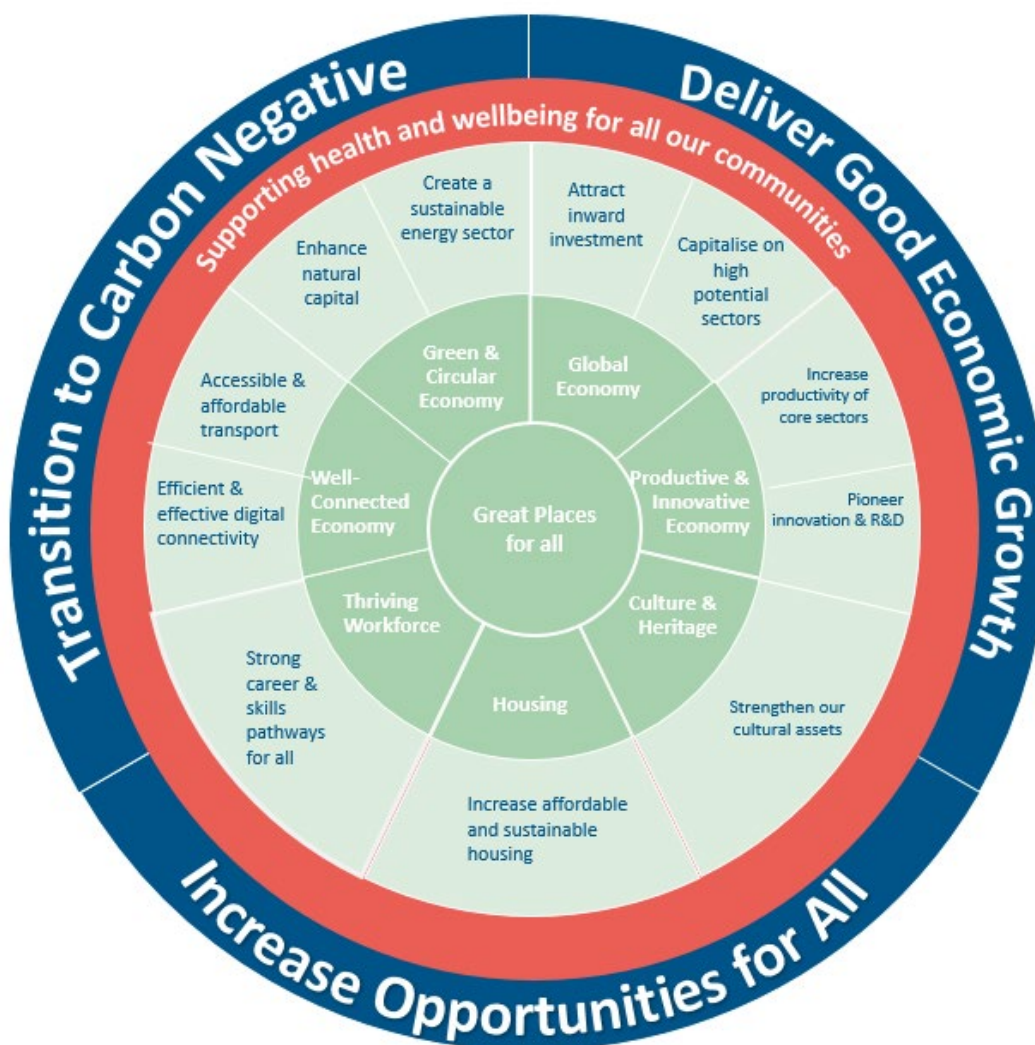 Transition to Carbon Negative
Deliver Good Economic Growth
Increase Opportunities for All
Supporting health and wellbeing for all our communities
Create a
sustainable
energy sector
Attract
inward
investment
Enhance
natural
capital
Capitalise on
high
potential
sectors
Accessible &
affordable
transport
Increase
productivity of
core sectors
Efficient &
effective digital
connectivity
Pioneer
innovation & R&D
Strong
career &
skills
pathways
for all
Strengthen our
cultural assets
Increase affordable
and sustainable
housing
Green &
Circular
Economy
Global
Economy
Well-
Connected
Economy
Productive &
Innovative
Economy
Thriving
Workforce
Culture &
Heritage
Housing
Great Places
for all